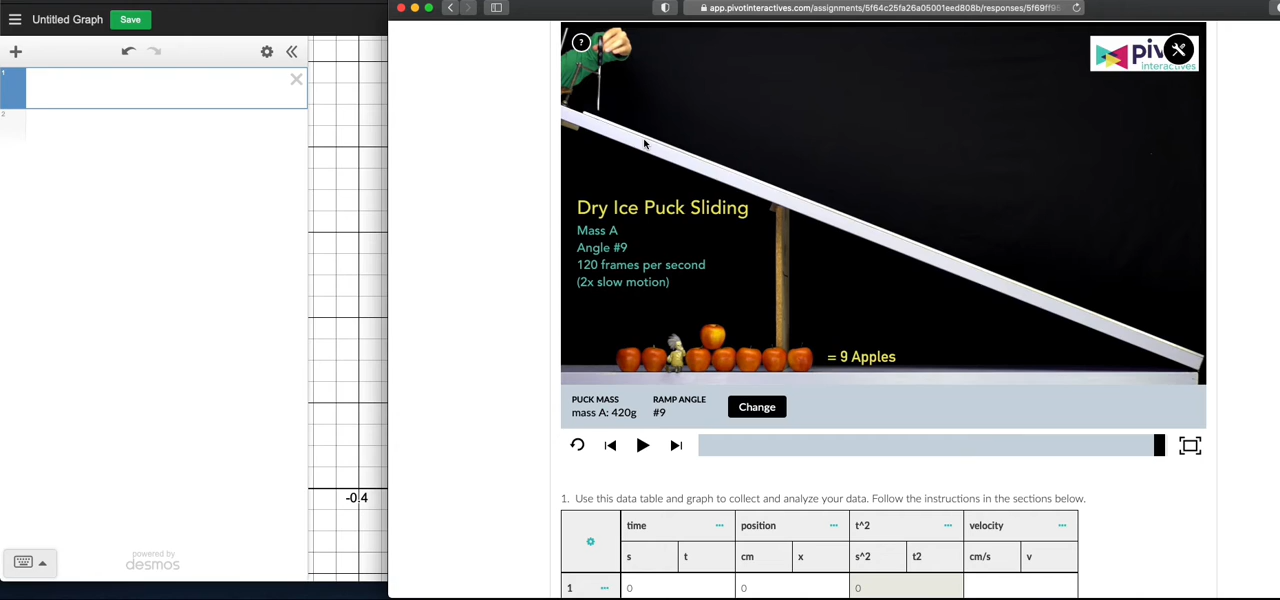 Untitled Graph
Save
1
2
-0.4
powered by
desmos
app.pivotinteractives.com/assignments/5f64c25fa26a05001eed808b/responses/5f69ff95
?
interactives
Dry Ice Puck Sliding
Mass A
Angle #9
120 frames per second
(2x slow motion)
= 9 Apples
PUCK MASS
mass A: 420g
RAMP ANGLE
#9
Change
1. Use this data table and graph to collect and analyze your data. Follow the instructions in the sections below.
time position t^2 velocity
s t cm x s^2 t2 cm/s v
1 0 0 0